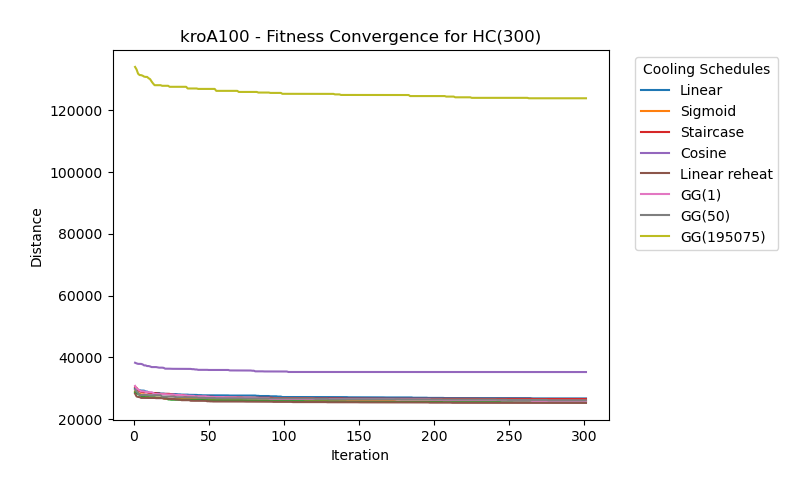 kroA100 - Fitness Convergence for HC(300)
Distance
120000
100000
80000
60000
40000
20000
0
50
100
150
200
250
300
Iteration
Cooling Schedules
Linear
Sigmoid
Staircase
Cosine
Linear reheat
GG(1)
GG(50)
GG(195075)